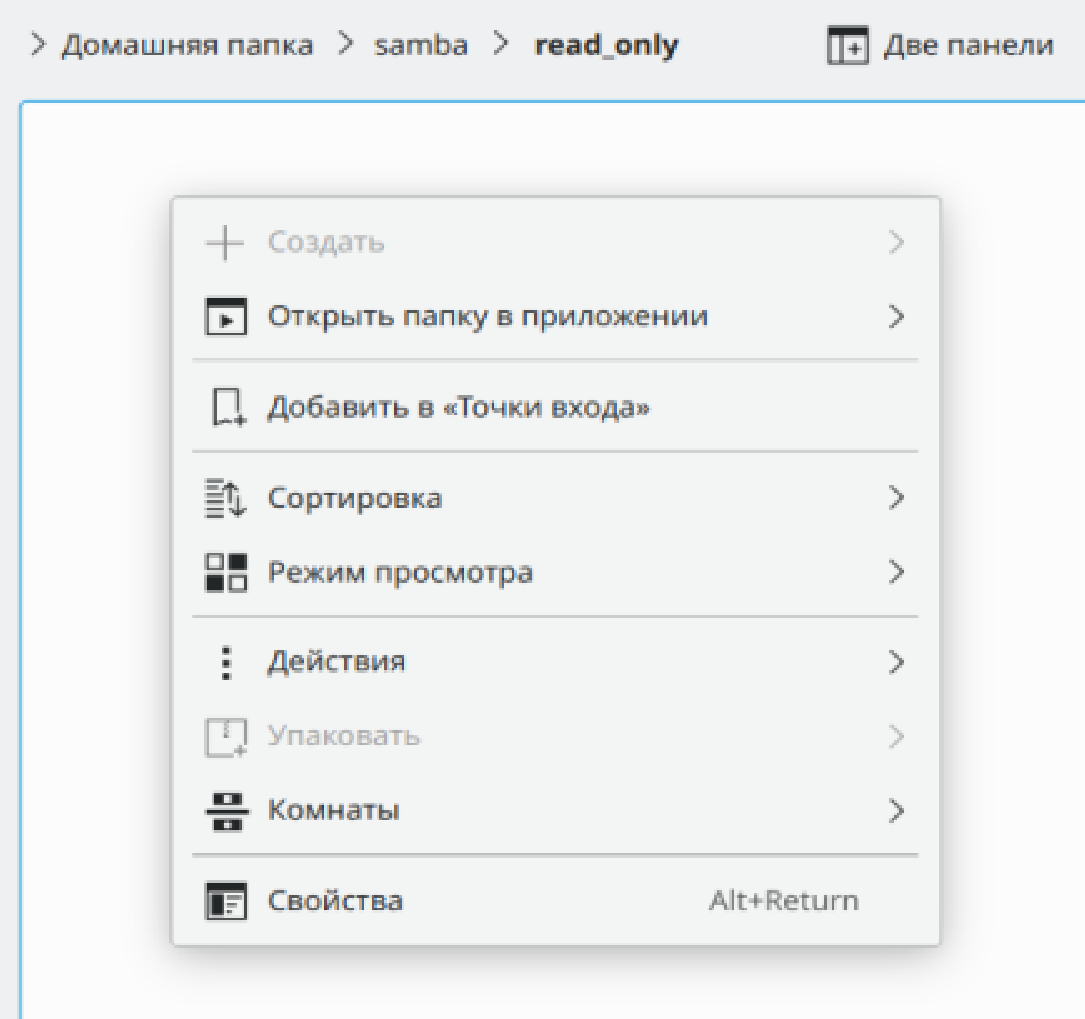 Домашняя папка samba read_only Две панели
Создать
Открыть папку в приложении
Добавить в «Точки входа»
Сортировка
Режим просмотра
Действия
Упаковать
Комнаты
Свойства Alt+Return